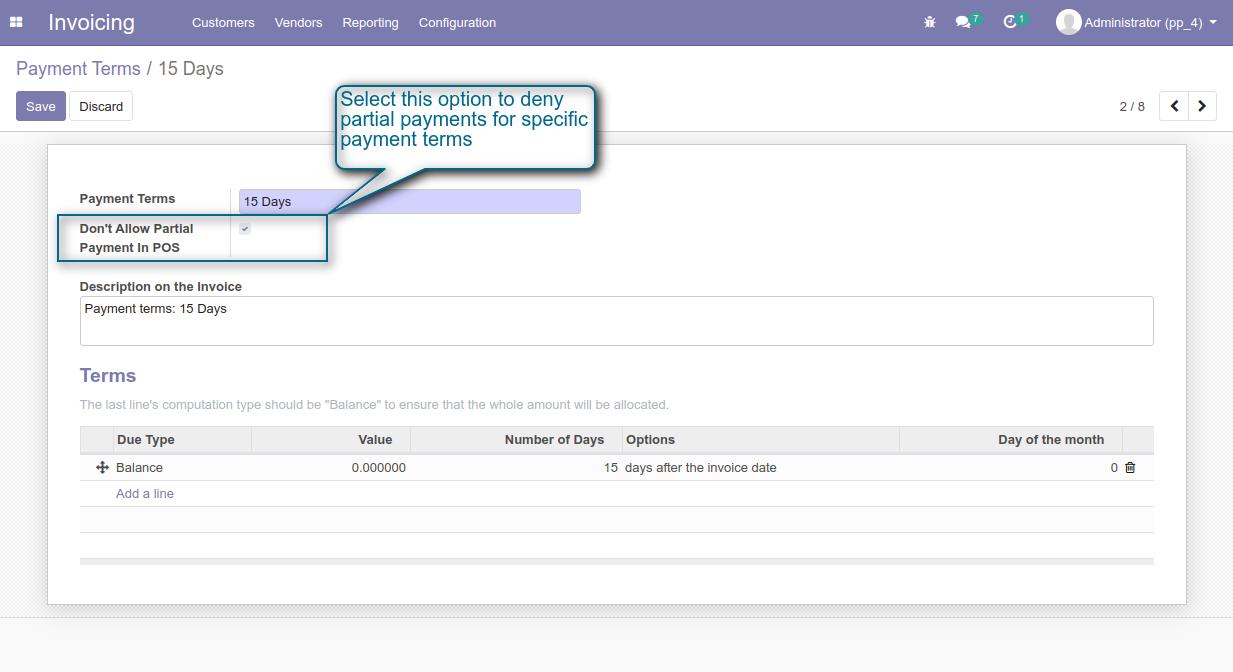 Invoicing Customers Vendors Reporting Configuration 7 1 Administrator (pp_4)
Payment Terms / 15 Days
Save Discard 2 / 8
Select this option to deny
partial payments for specific
payment terms
Payment Terms 15 Days
Don't Allow Partial
Payment In POS
Description on the Invoice
Payment terms: 15 Days
Terms
The last line's computation type should be "Balance" to ensure that the whole amount will be allocated.
Due Type Value Number of Days Options Day of the month
Balance 0.000000 15 days after the invoice date 0
Add a line